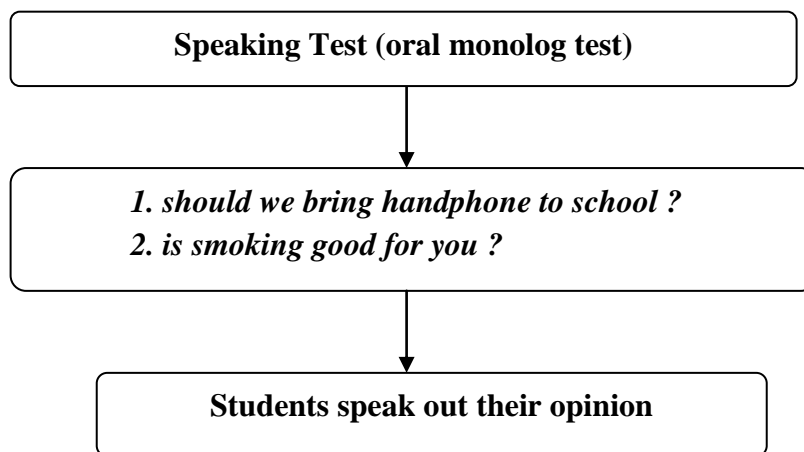 Speaking Test (oral monolog test)
1. should we bring handphone to school ?
2. is smoking good for you ?
Students speak out their opinion